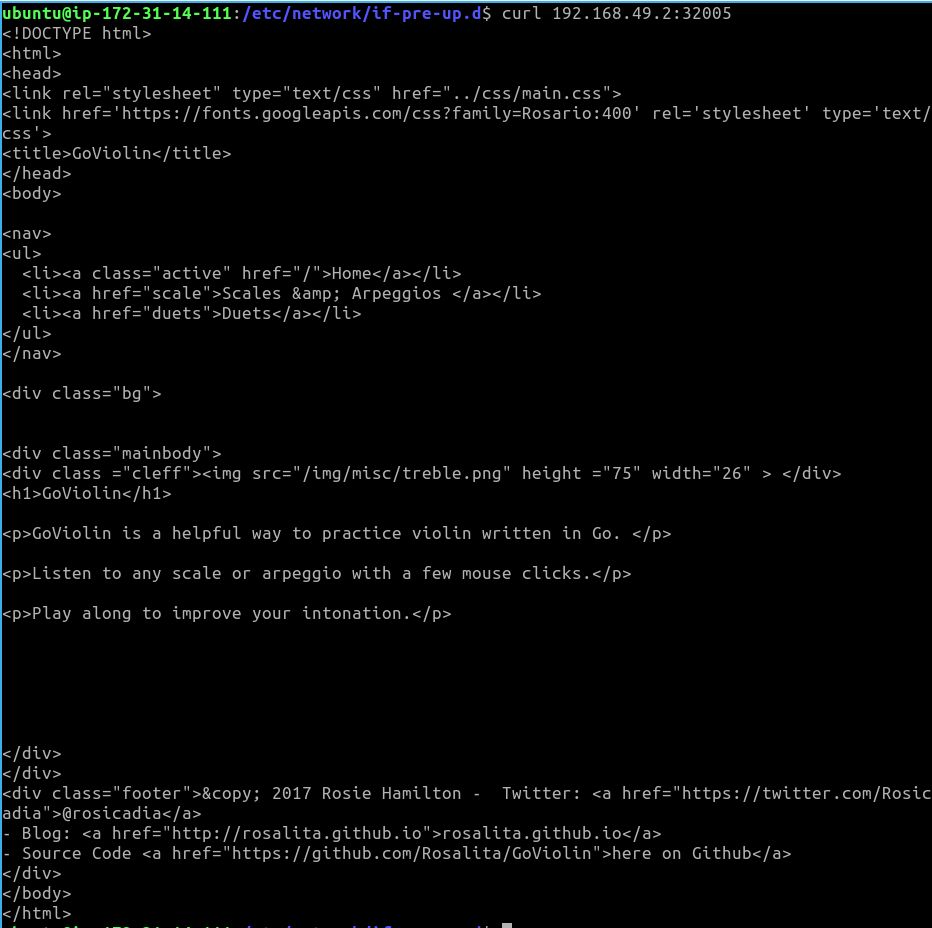 ubuntu@ip-172-31-14-111:/etc/network/if-pre-up.d$ curl 192.168.49.2:32005
<!DOCTYPE html>
<html>
<head>
<link rel="stylesheet" type="text/css" href="../css/main.css">
<link href='https://fonts.googleapis.com/css?family=Rosario:400' rel='stylesheet' type='text/
css'>
<title>GoViolin</title>
</head>
<body>
<nav>
<ul>
  <li><a class="active" href="/">Home</a></li>
  <li><a href="scale">Scales &amp; Arpeggios </a></li>
  <li><a href="duets">Duets</a></li>
</ul>
</nav>
<div class="bg">
<div class="mainbody">
<div class ="cleff"><img src="/img/misc/treble.png" height ="75" width="26" > </div>
<h1>GoViolin</h1>
<p>GoViolin is a helpful way to practice violin written in Go. </p>
<p>Listen to any scale or arpeggio with a few mouse clicks.</p>
<p>Play along to improve your intonation.</p>
</div>
</div>
<div class="footer">&copy; 2017 Rosie Hamilton -  Twitter: <a href="https://twitter.com/Rosic
adia">@rosicadia</a>
- Blog: <a href="http://rosalita.github.io">rosalita.github.io</a>
- Source Code <a href="https://github.com/Rosalita/GoViolin">here on Github</a>
</div>
</body>
</html>